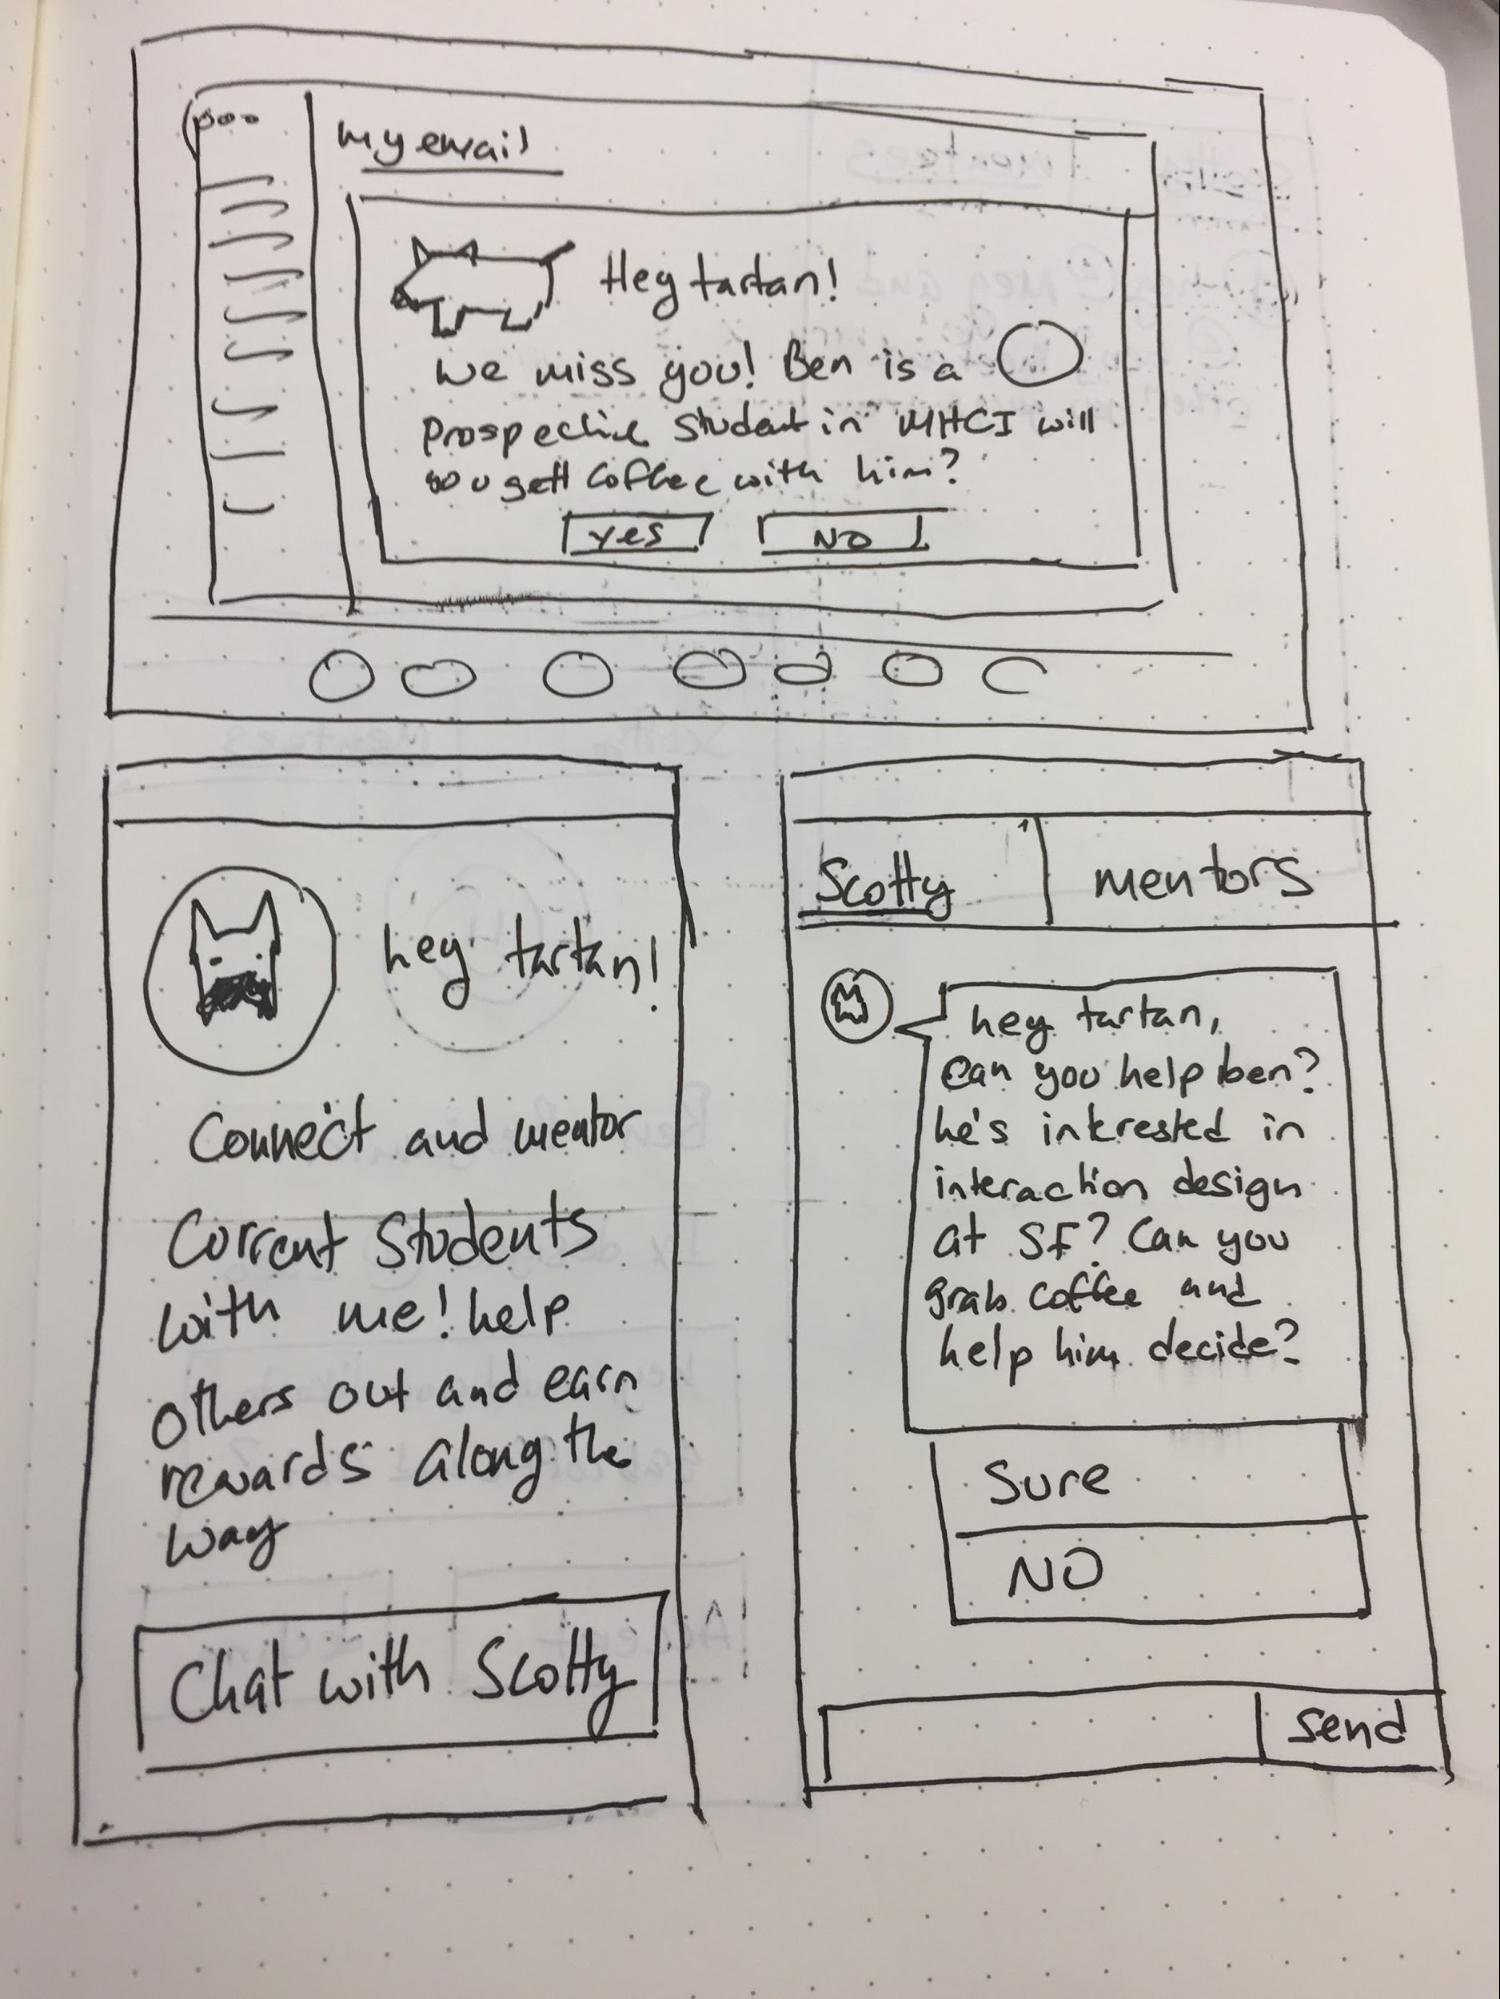 my email
Hey tartan!
we miss you! Ben is a
prospective student in MHCI will
you gett coffee with him?
Yes
NO
hey tartan!
Connect and mentor
Current Students
with me! help
others out and earn
rewards along the
way
Chat with Scotty
Scotty
mentors
hey tartan,
Can you help ben?
he's interested in
interaction design
at SF? Can you
grab coffee and
help him decide?
Sure
NO
Send